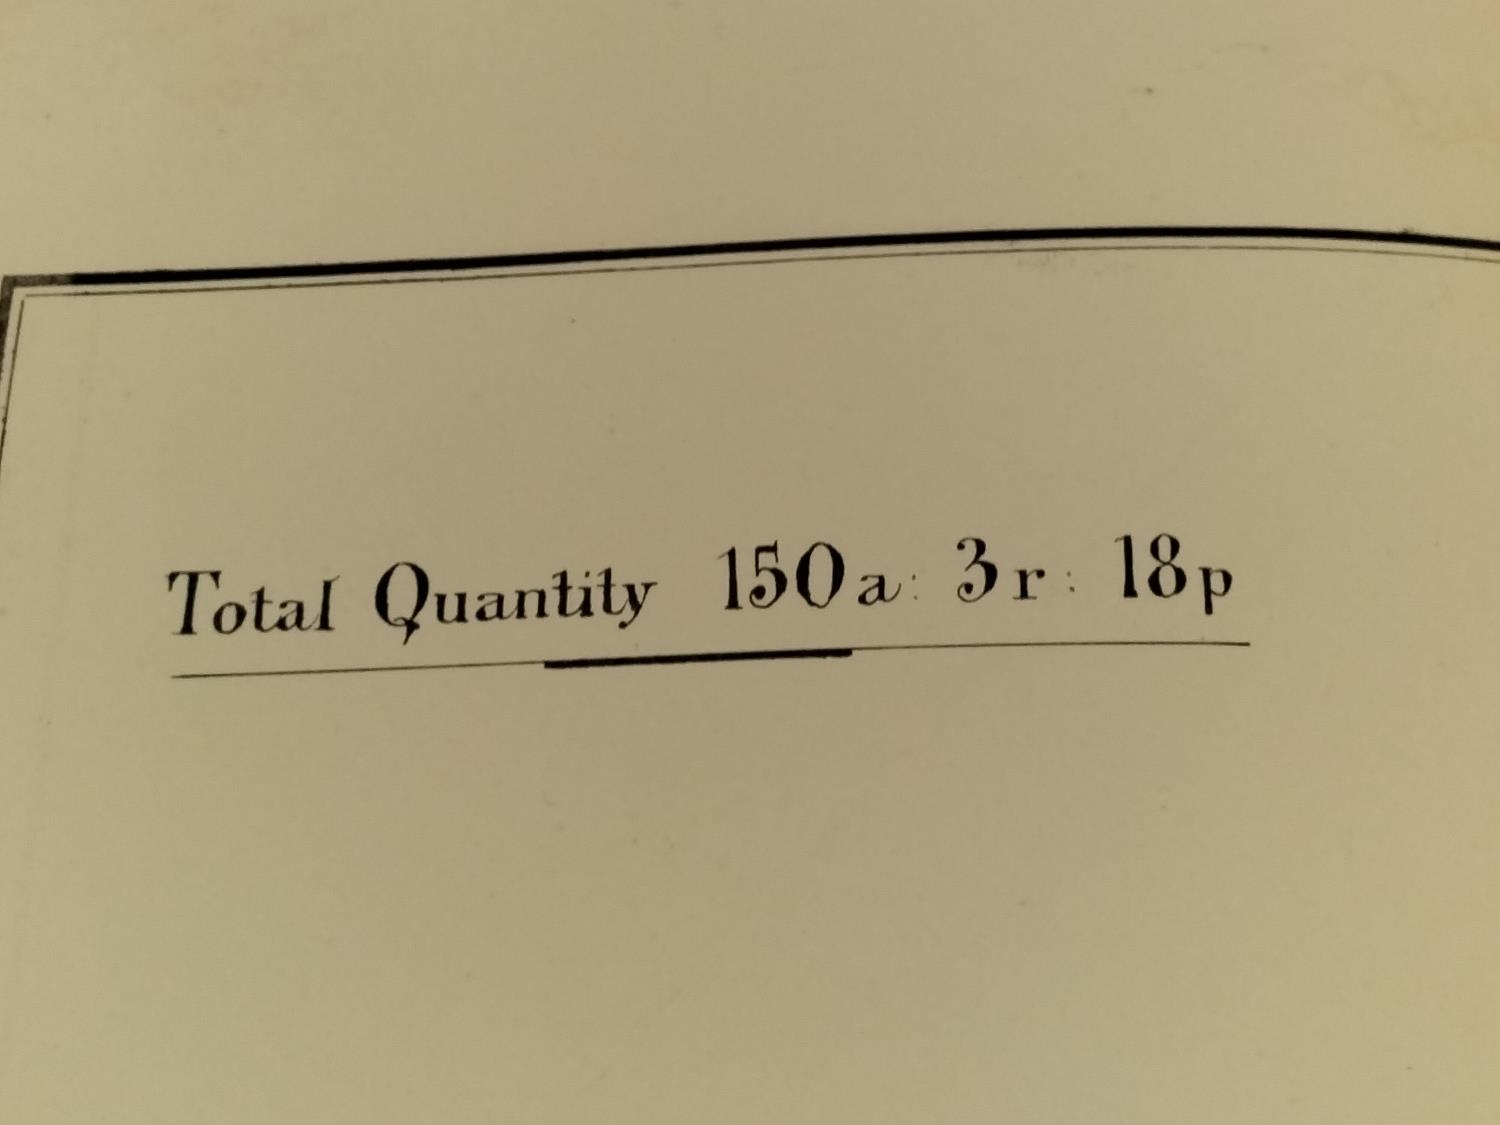 Total Quantity 150a: 3r: 18p